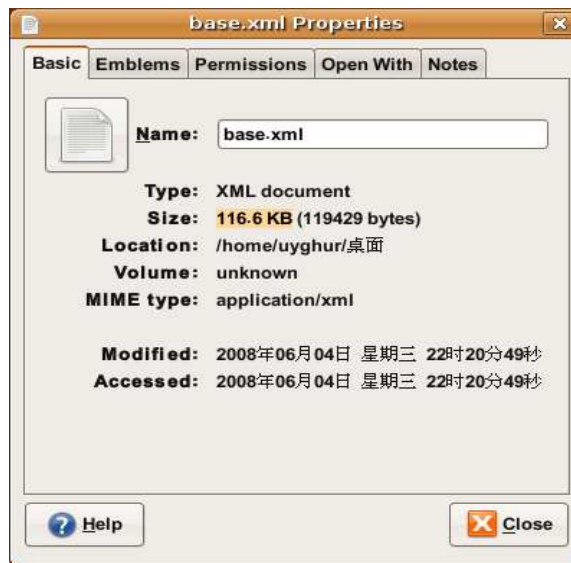 base.xml Properties
Basic Emblems Permissions Open With Notes
Name: base.xml
Type: XML document
Size: 116.6 KB (119429 bytes)
Location: /home/uyghur/桌面
Volume: unknown
MIME type: application/xml
Modified: 2008年06月04日 星期三 22时20分49秒
Accessed: 2008年06月04日 星期三 22时20分49秒
Help Close